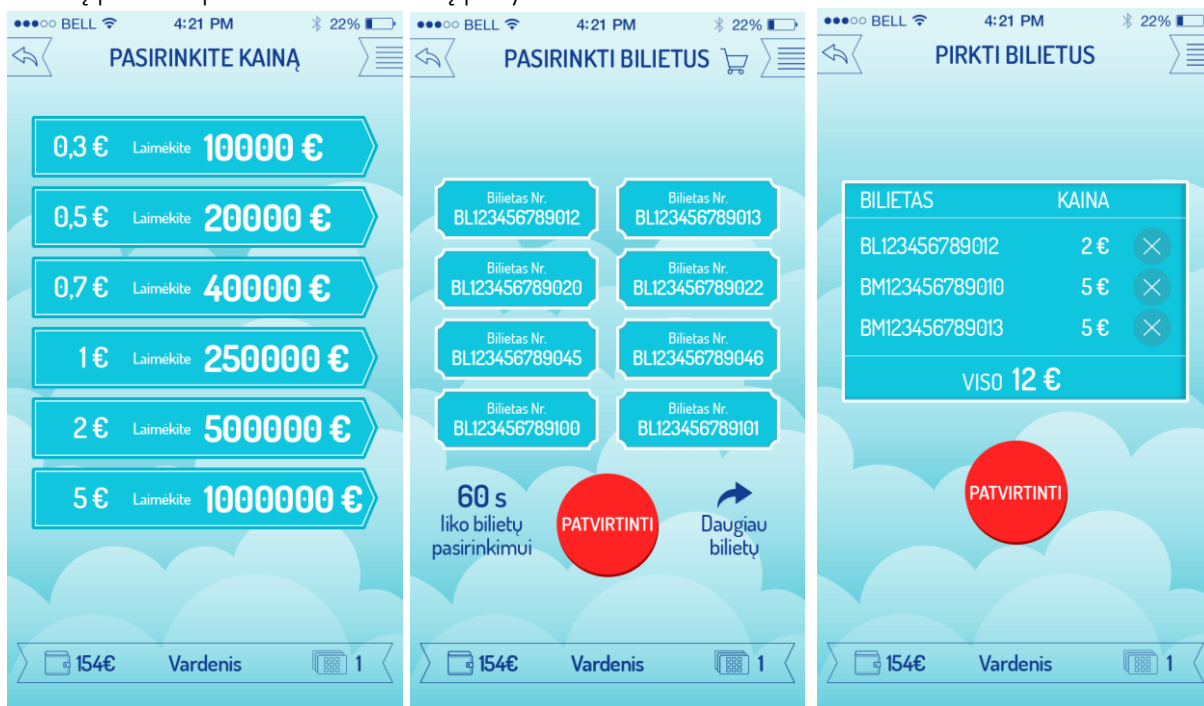 BELL 4:21 PM 22%
PASIRINKITE KAINĄ
0,3 € Laimėkite 10000 €
0,5 € Laimėkite 20000 €
0,7 € Laimėkite 40000 €
1 € Laimėkite 250000 €
2 € Laimėkite 500000 €
5 € Laimėkite 1000000 €
154€ Vardenis 1
BELL 4:21 PM 22%
PASIRINKTI BILIETUS
Bilietas Nr.
BL123456789012
Bilietas Nr.
BL123456789013
Bilietas Nr.
BL123456789020
Bilietas Nr.
BL123456789022
Bilietas Nr.
BL123456789045
Bilietas Nr.
BL123456789046
Bilietas Nr.
BL123456789100
Bilietas Nr.
BL123456789101
60 s
liko bilietų
pasirinkimui
PATVIRTINTI
Daugiau
bilietų
154€ Vardenis 1
BELL 4:21 PM 22%
PIRKTI BILIETUS
BILIETAS KAINA
BL123456789012 2 €
BM123456789010 5 €
BM123456789013 5 €
VISO 12 €
PATVIRTINTI
154€ Vardenis 1